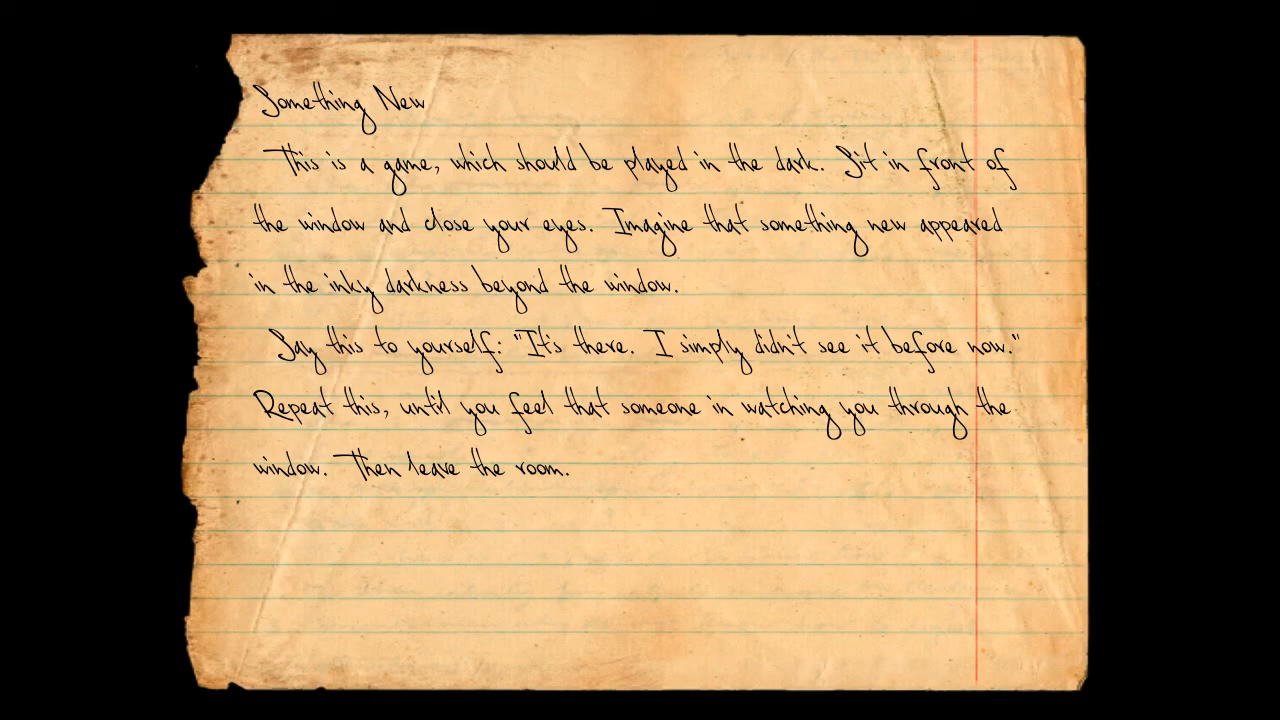 Something New
This is a game, which should be played in the dark. Sit in front of
the window and close your eyes. Imagine that something new appeared
in the inky darkness beyond the window.
Say this to yourself: "It's there. I simply didn't see it before now."
Repeat this, until you feel that someone in watching you through the
window. Then leave the room.